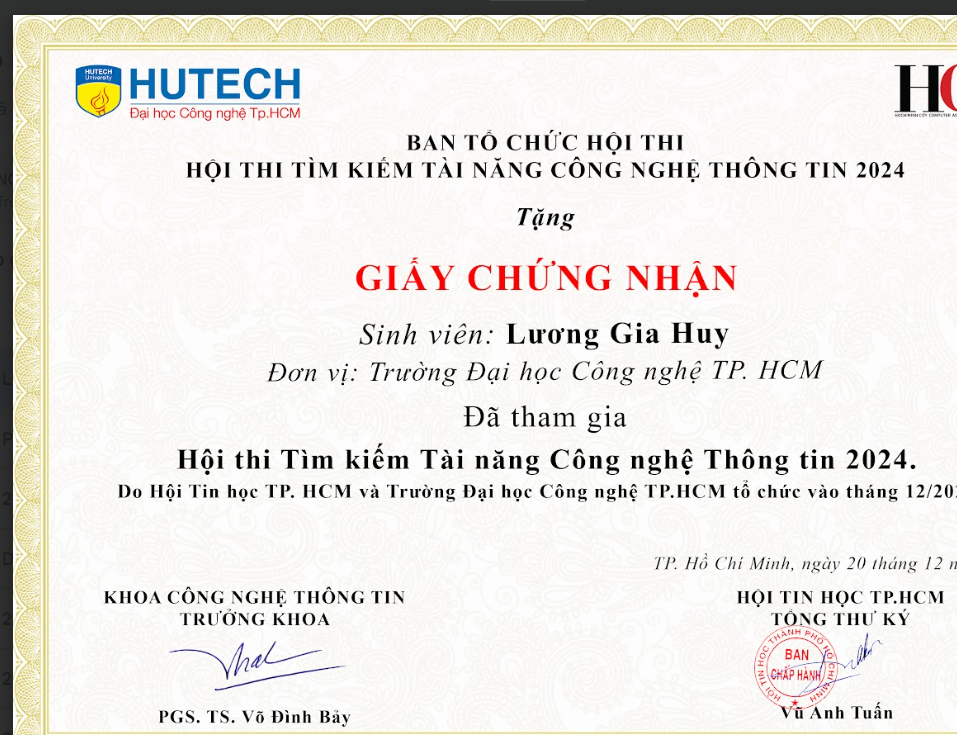 HUTECH
University
HUTECH
Đại học Công nghệ Tp.HCM
BAN TỔ CHỨC HỘI THI
HỘI THI TÌM KIẾM TÀI NĂNG CÔNG NGHỆ THÔNG TIN 2024
Tặng
GIẤY CHỨNG NHẬN
Sinh viên: Lương Gia Huy
Đơn vị: Trường Đại học Công nghệ TP. HCM
Đã tham gia
Hội thi Tìm kiếm Tài năng Công nghệ Thông tin 2024.
Do Hội Tin học TP. HCM và Trường Đại học Công nghệ TP.HCM tổ chức vào tháng 12/20
TP. Hồ Chí Minh, ngày 20 tháng 12
KHOA CÔNG NGHỆ THÔNG TIN
TRƯỞNG KHOA
PGS. TS. Võ Đình Bảy
HỘI TIN HỌC TP.HCM
TỔNG THƯ KÝ
HỘI TIN HỌC THÀNH PHỐ HỒ CHÍ MINH
BAN
CHẤP HÀNH
Vũ Anh Tuấn